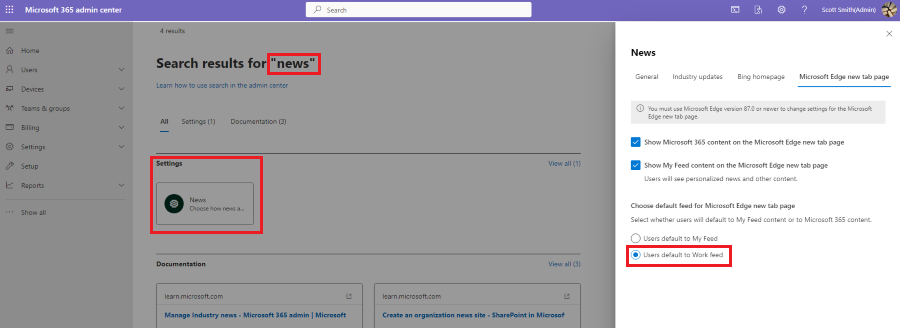 Microsoft 365 admin center
Search
Scott Smith(Admin)
Home
Users
Devices
Teams & groups
Billing
Settings
Setup
Reports
Show all
4 results
Search results for "news"
Learn how to use search in the admin center
All
Settings (1)
Documentation (3)
Settings
View all (1)
News
Choose how news a...
Documentation
View all (3)
learn.microsoft.com
Manage Industry news - Microsoft 365 admin | Microsoft
learn.microsoft.com
Create an organization news site - SharePoint in Microsof
News
General
Industry updates
Bing homepage
Microsoft Edge new tab page
You must use Microsoft Edge version 87.0 or newer to change settings for the Microsoft
Edge new tab page.
Show Microsoft 365 content on the Microsoft Edge new tab page
Show My Feed content on the Microsoft Edge new tab page
Users will see personalized news and other content.
Choose default feed for Microsoft Edge new tab page
Select whether users will default to My Feed content or to Microsoft 365 content.
Users default to My Feed
Users default to Work feed